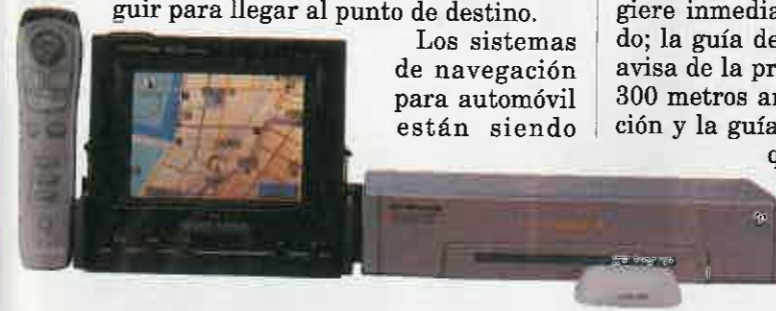 guir para llegar al punto de destino.
Los sistemas
de navegación
para automóvil
están siendo
giere inmedia
do; la guía de
avisa de la pr
300 metros an
ción y la guía